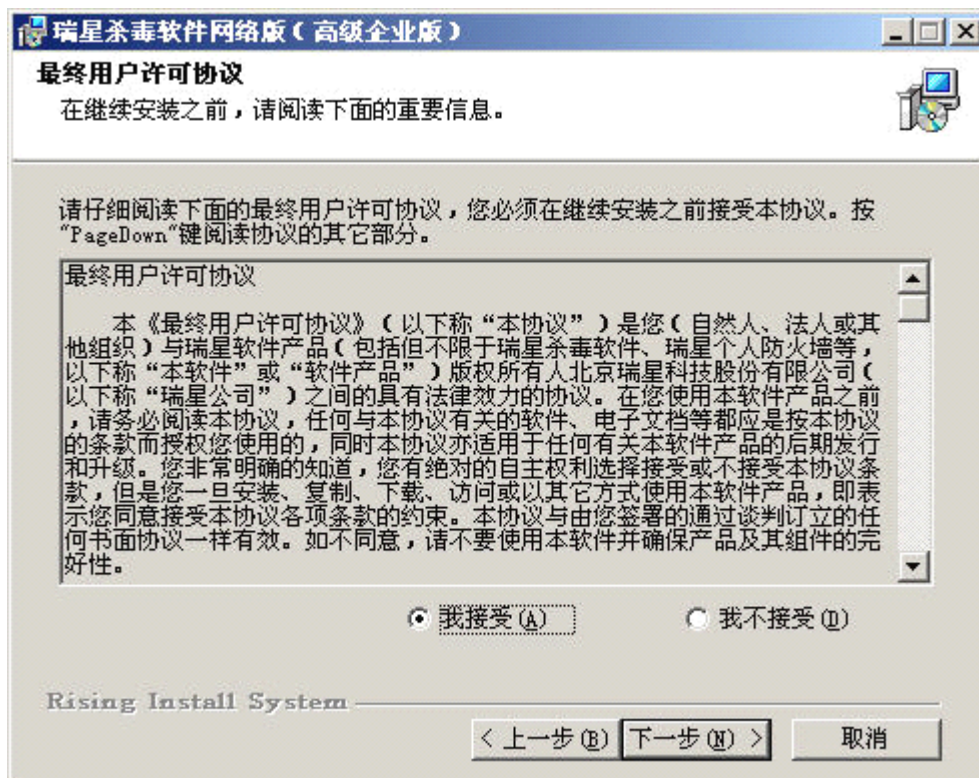 瑞星杀毒软件网络版（高级企业版）
最终用户许可协议
在继续安装之前，请阅读下面的重要信息。
请仔细阅读下面的最终用户许可协议，您必须在继续安装之前接受本协议。按
"PageDown"键阅读协议的其它部分。
最终用户许可协议
本《最终用户许可协议》（以下称“本协议”）是您（自然人、法人或其
他组织）与瑞星软件产品（包括但不限于瑞星杀毒软件、瑞星个人防火墙等，
以下称“本软件”或“软件产品”）版权所有人北京瑞星科技股份有限公司（
以下称“瑞星公司”）之间的具有法律效力的协议。在您使用本软件产品之前
，请务必阅读本协议，任何与本协议有关的软件、电子文档等都应是按本协议
的条款而授权您使用的，同时本协议亦适用于任何有关本软件产品的后期发行
和升级。您非常明确的知道，您有绝对的自主权利选择接受或不接受本协议条
款，但是您一旦安装、复制、下载、访问或以其它方式使用本软件产品，即表
示您同意接受本协议各项条款的约束。本协议与由您签署的通过谈判订立的任
何书面协议一样有效。如不同意，请不要使用本软件并确保产品及其组件的完
好性。
我接受(A) 我不接受(D)
Rising Install System
< 上一步(B) 下一步(N) > 取消